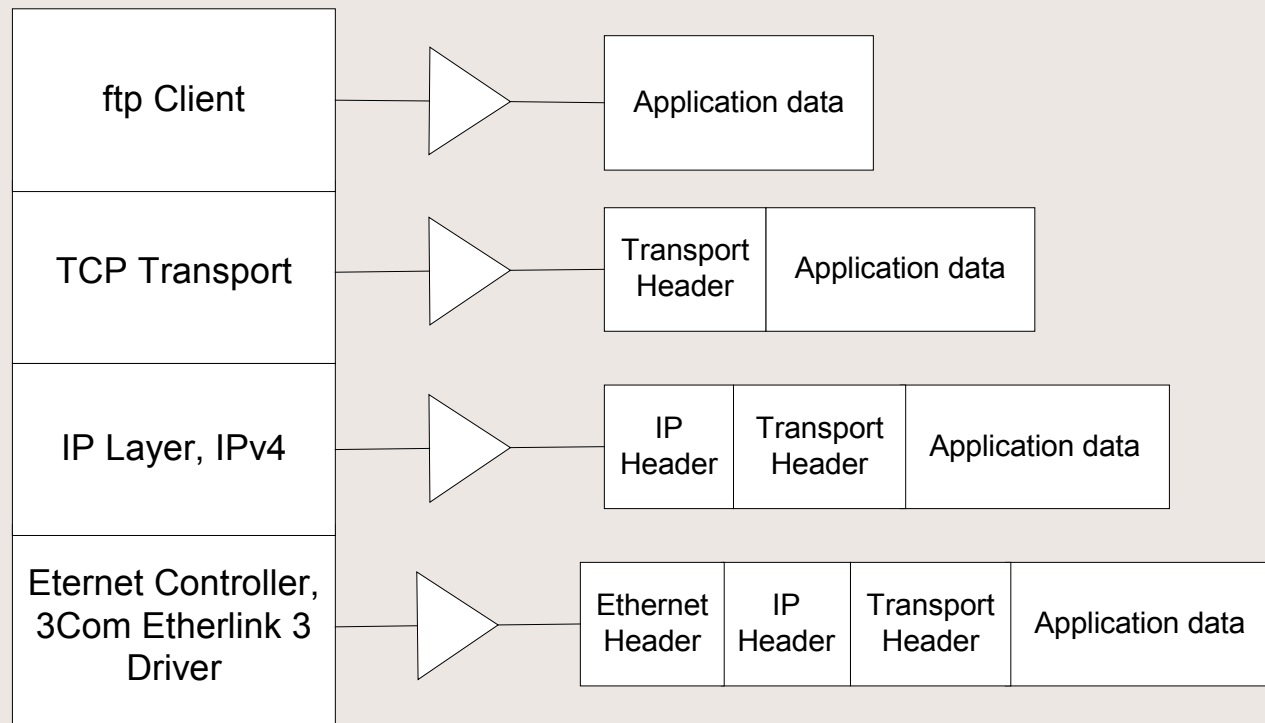 ftp Client
Application data
TCP Transport
Transport
Header
Application data
IP Layer, IPv4
IP
Header
Transport
Header
Application data
Eternet Controller,
3Com Etherlink 3
Driver
Ethernet
Header
IP
Header
Transport
Header
Application data